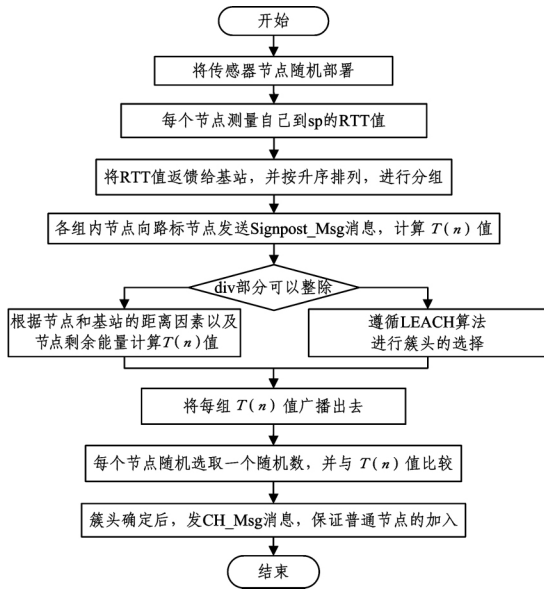 开始
将传感器节点随机部署
每个节点测量自己到sp的RTT值
将RTT值返馈给基站，并按升序排列，进行分组
各组内节点向路标节点发送Signpost_Msg消息，计算 T(n) 值
div部分可以整除
根据节点和基站的距离因素以及
节点剩余能量计算T(n)值
遵循LEACH算法
进行簇头的选择
将每组 T(n) 值广播出去
每个节点随机选取一个随机数，并与 T(n) 值比较
簇头确定后，发CH_Msg消息，保证普通节点的加入
结束